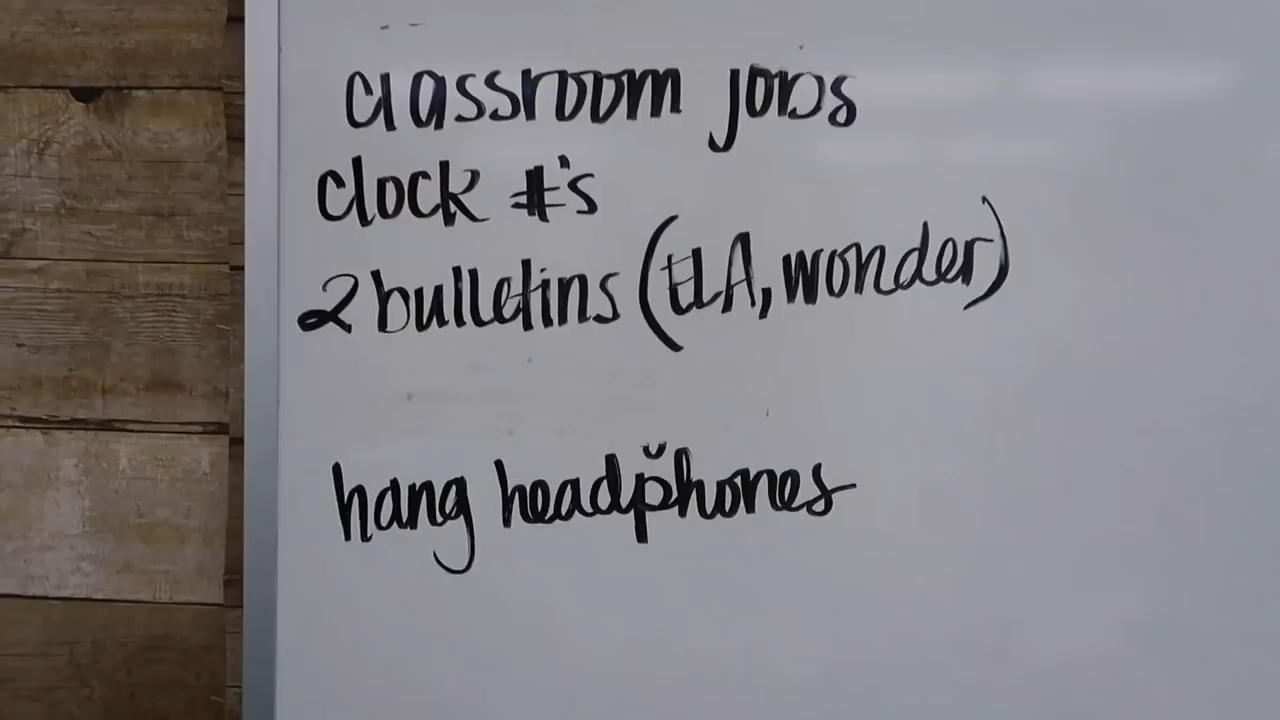 classroom jobs
clock #'s
2 bulletins (ELA, wonder)
hang headphones